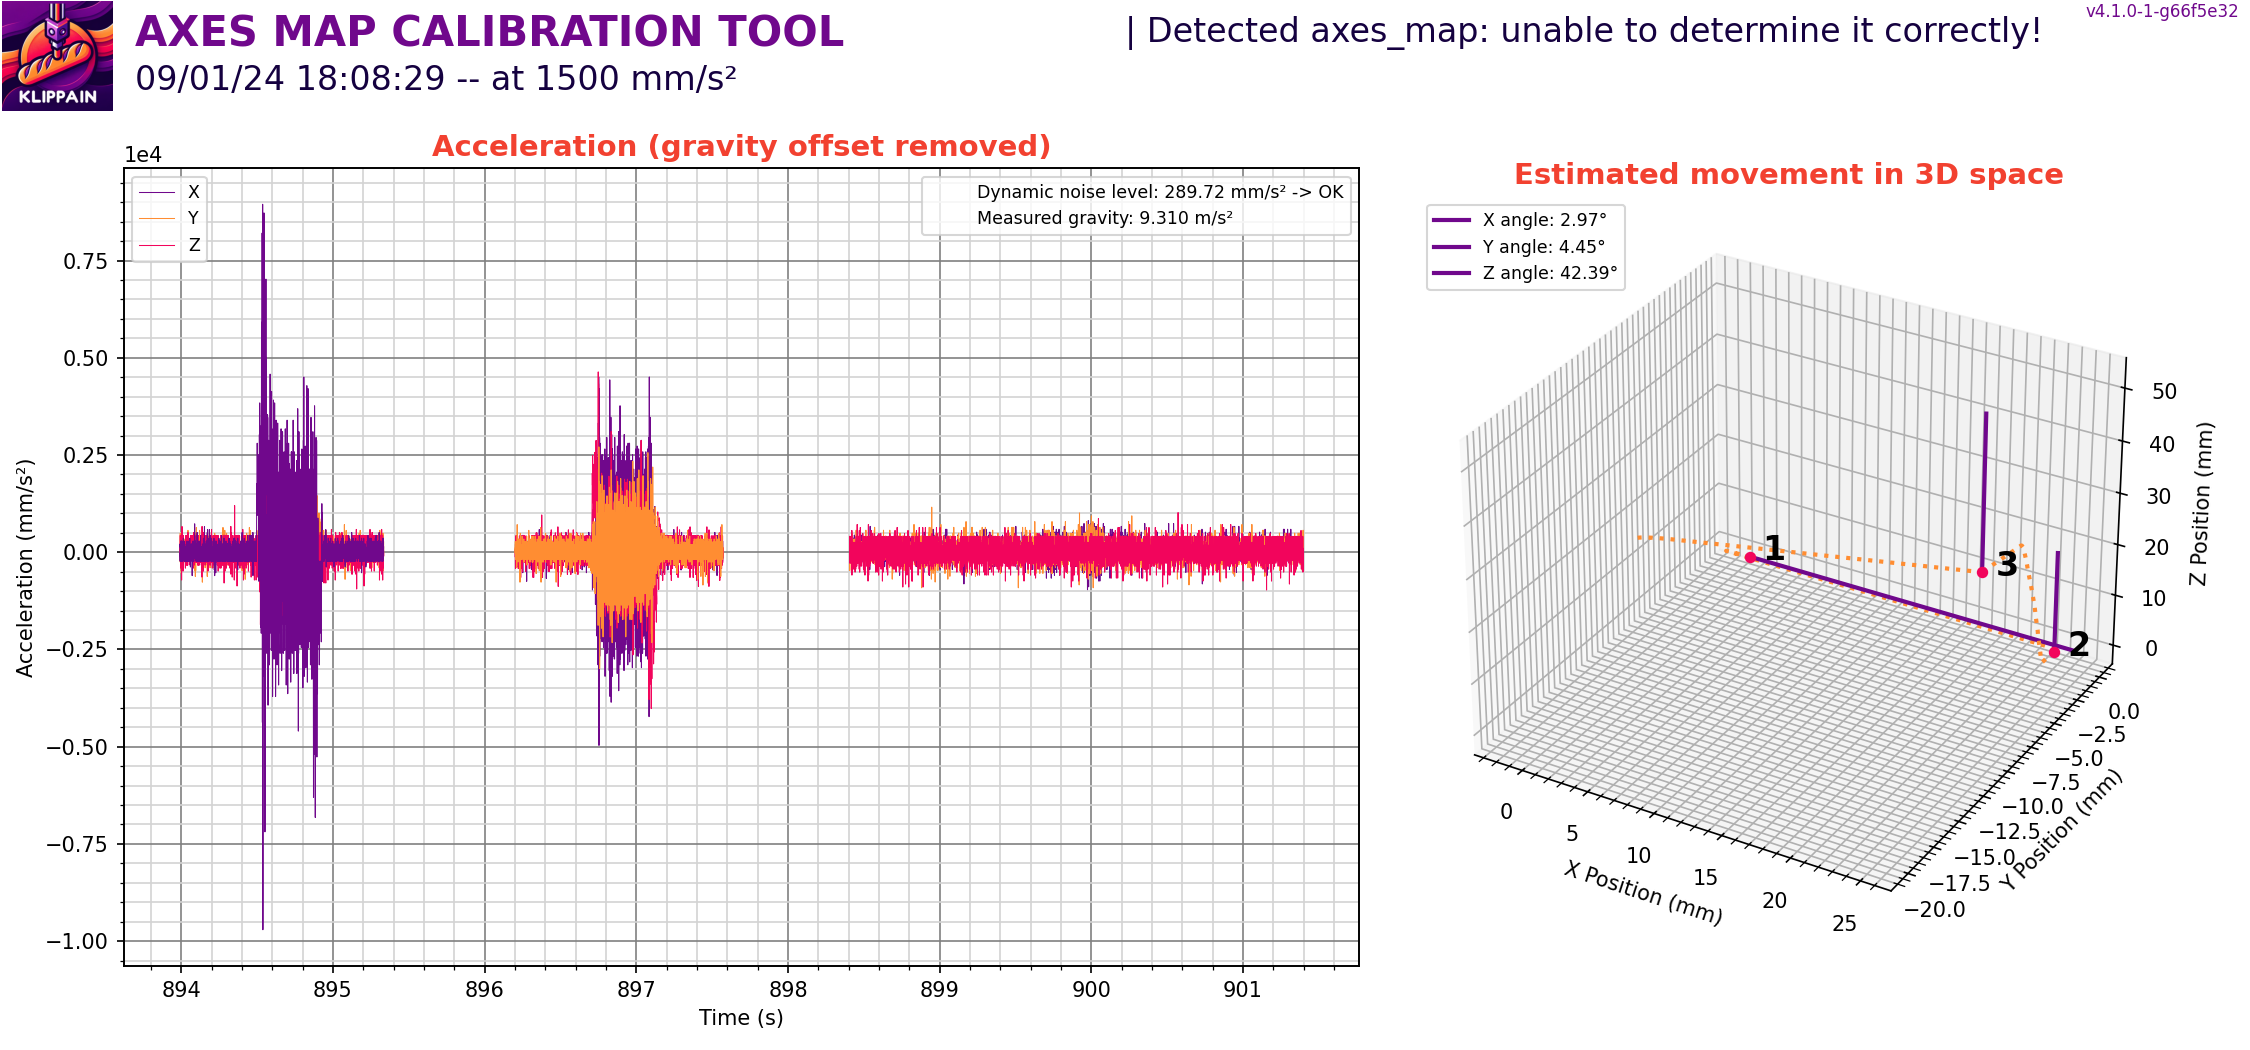 KLIPPAIN
AXES MAP CALIBRATION TOOL
| Detected axes_map: unable to determine it correctly!
v4.1.0-1-g66f5e32
09/01/24 18:08:29 -- at 1500 mm/s²
Acceleration (gravity offset removed)
1e4
X
Y
Z
Dynamic noise level: 289.72 mm/s² -> OK
Measured gravity: 9.310 m/s²
0.75
0.50
0.25
0.00
−0.25
−0.50
−0.75
−1.00
Acceleration (mm/s²)
894 895 896 897 898 899 900 901
Time (s)
Estimated movement in 3D space
X angle: 2.97°
Y angle: 4.45°
Z angle: 42.39°
1
3
2
50
40
30
20
10
0
Z Position (mm)
0.0
−2.5
−5.0
−7.5
−10.0
−12.5
−15.0
−17.5
−20.0
Y Position (mm)
0
5
10
15
20
25
X Position (mm)